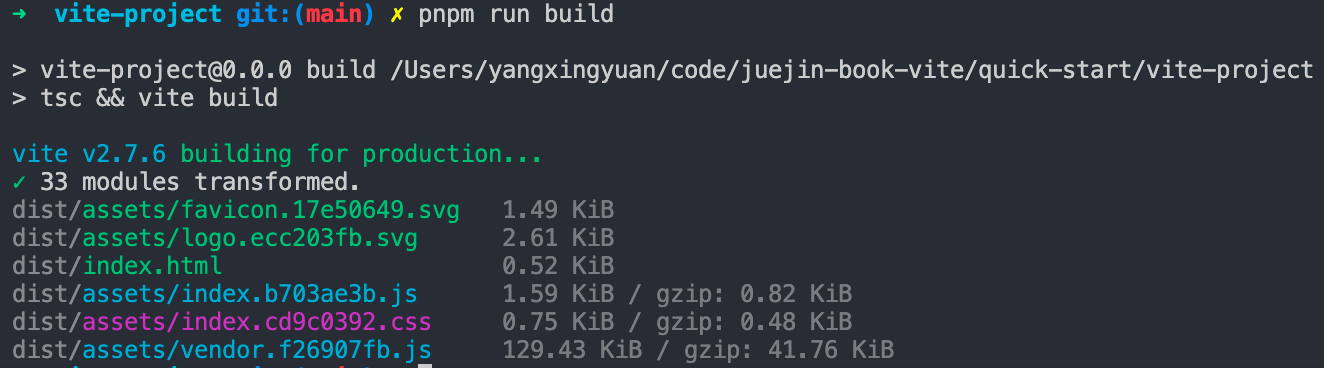 → vite-project git:(main) ✗ pnpm run build
> vite-project@0.0.0 build /Users/yangxingyuan/code/juejin-book-vite/quick-start/vite-project
> tsc && vite build
vite v2.7.6 building for production...
✓ 33 modules transformed.
dist/assets/favicon.17e50649.svg 1.49 KiB
dist/assets/logo.ecc203fb.svg 2.61 KiB
dist/index.html 0.52 KiB
dist/assets/index.b703ae3b.js 1.59 KiB / gzip: 0.82 KiB
dist/assets/index.cd9c0392.css 0.75 KiB / gzip: 0.48 KiB
dist/assets/vendor.f26907fb.js 129.43 KiB / gzip: 41.76 KiB